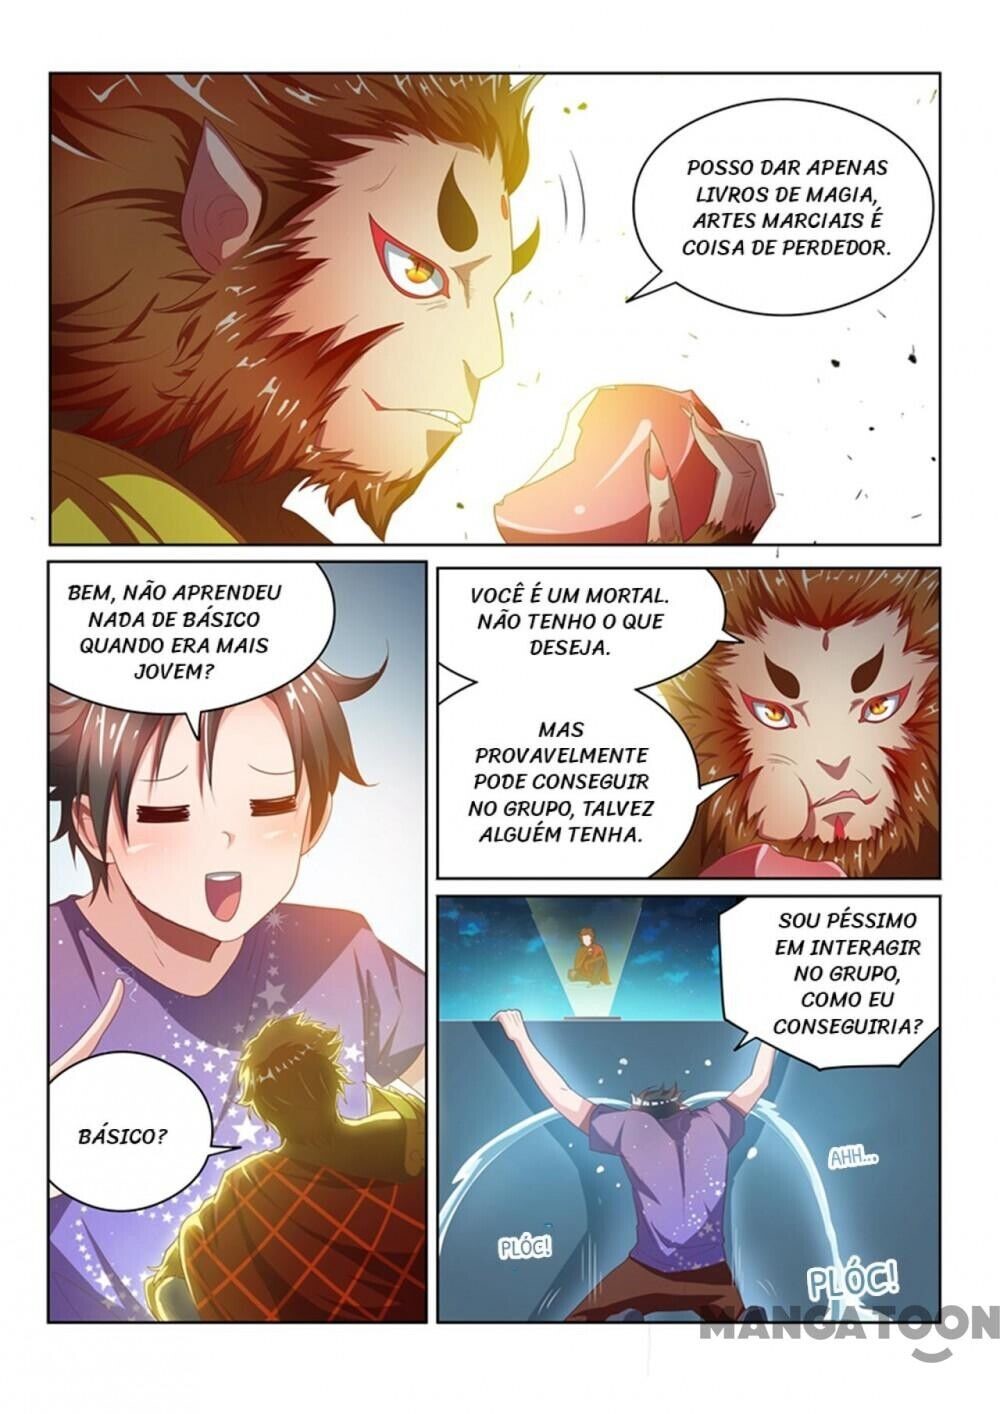 POSSO DAR APENAS
LIVROS DE MAGIA,
ARTES MARCIAIS É
COISA DE PERDEDOR.
BEM, NÃO APRENDEU
NADA DE BÁSICO
QUANDO ERA MAIS
JOVEM?
BÁSICO?
VOCÊ É UM MORTAL.
NÃO TENHO O QUE
DESEJA.
MAS
PROVAVELMENTE
PODE CONSEGUIR
NO GRUPO, TALVEZ
ALGUÉM TENHA.
SOU PÉSSIMO
EM INTERAGIR
NO GRUPO,
COMO EU
CONSEGUIRIA?
AHH...
PLÓC!
PLÓC!
MANGATOON